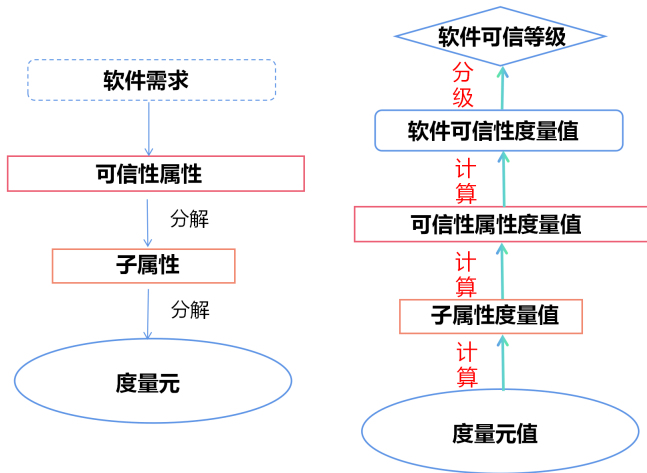 软件需求
可信性属性
分解
子属性
分解
度量元
软件可信等级
分
级
软件可信性度量值
计
算
可信性属性度量值
计
算
子属性度量值
计
算
度量元值